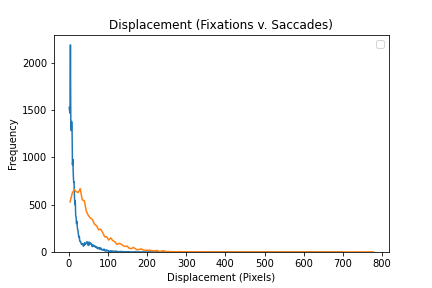 Displacement (Fixations v. Saccades)
2000
1500
1000
500
0
Frequency
0 100 200 300 400 500 600 700 800
Displacement (Pixels)